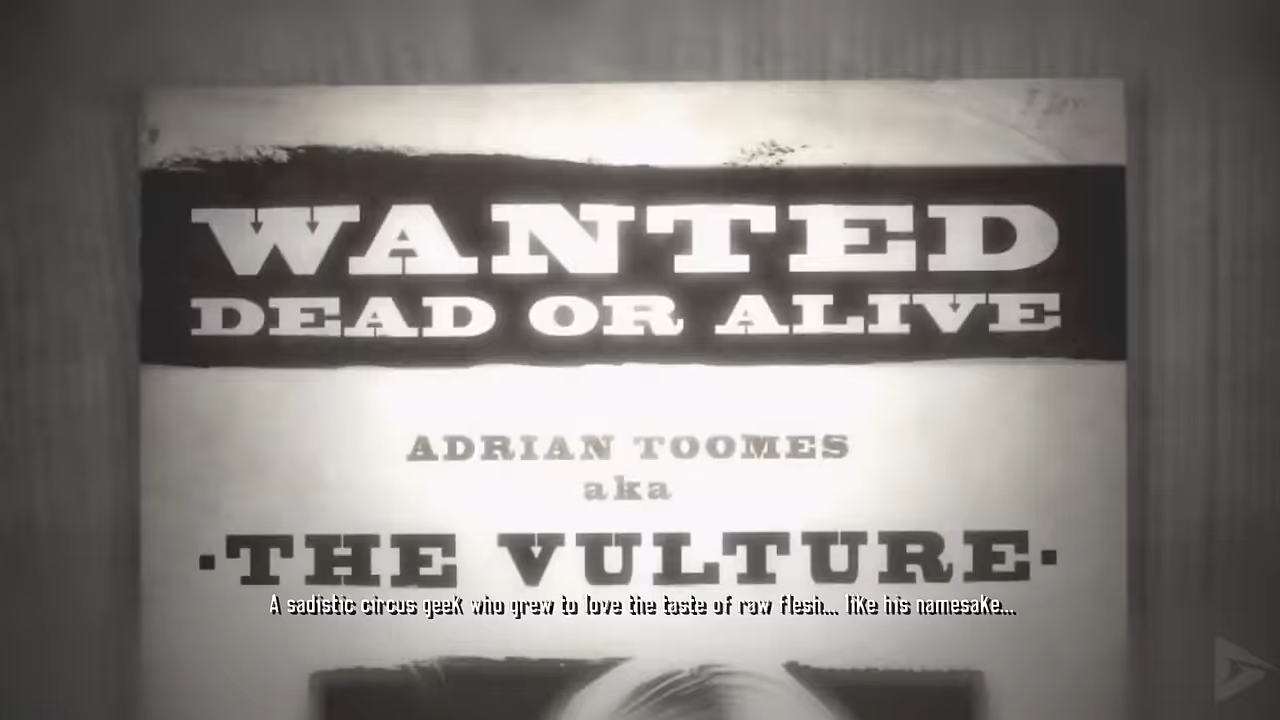 WANTED
DEAD OR ALIVE
ADRIAN TOOMES
aka
·THE VULTURE·
A sadistic circus geek who grew to love the taste of raw flesh... like his namesake...